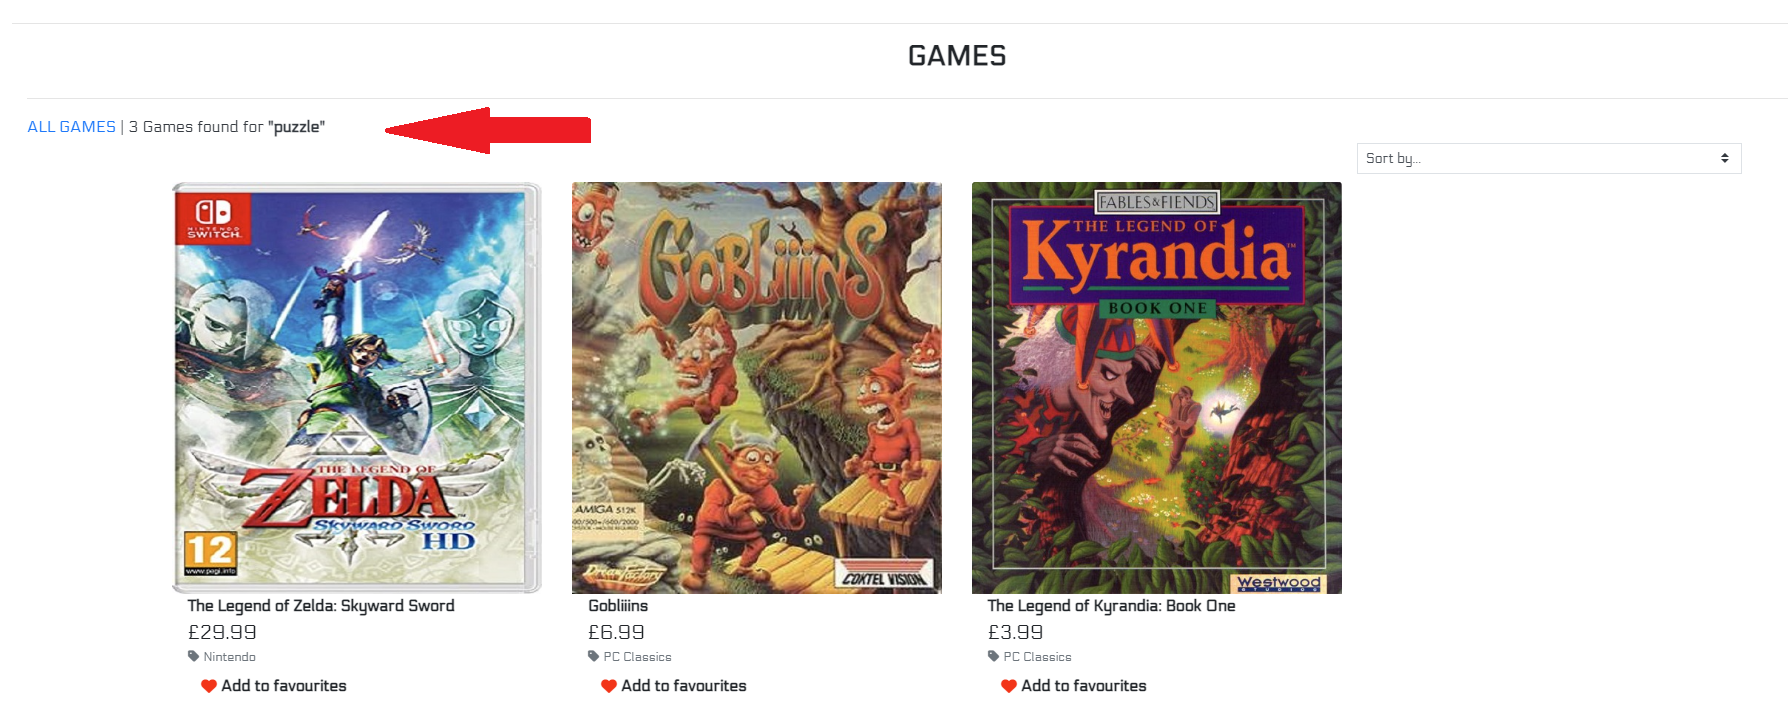 GAMES
ALL GAMES | 3 Games found for "puzzle"
Sort by...
NINTENDO
SWITCH
THE LEGEND OF
ZELDA
SKYWARD SWORD
HD
12
www.pegi.info
The Legend of Zelda: Skyward Sword
£29.99
Nintendo
Add to favourites
GOBLIIINS
AMIGA 512K
Dream Factory
COKTEL VISION
Gobliiins
£6.99
PC Classics
Add to favourites
FABLES&FIENDS
THE LEGEND OF
Kyrandia™
BOOK ONE
Westwood
STUDIOS
The Legend of Kyrandia: Book One
£3.99
PC Classics
Add to favourites